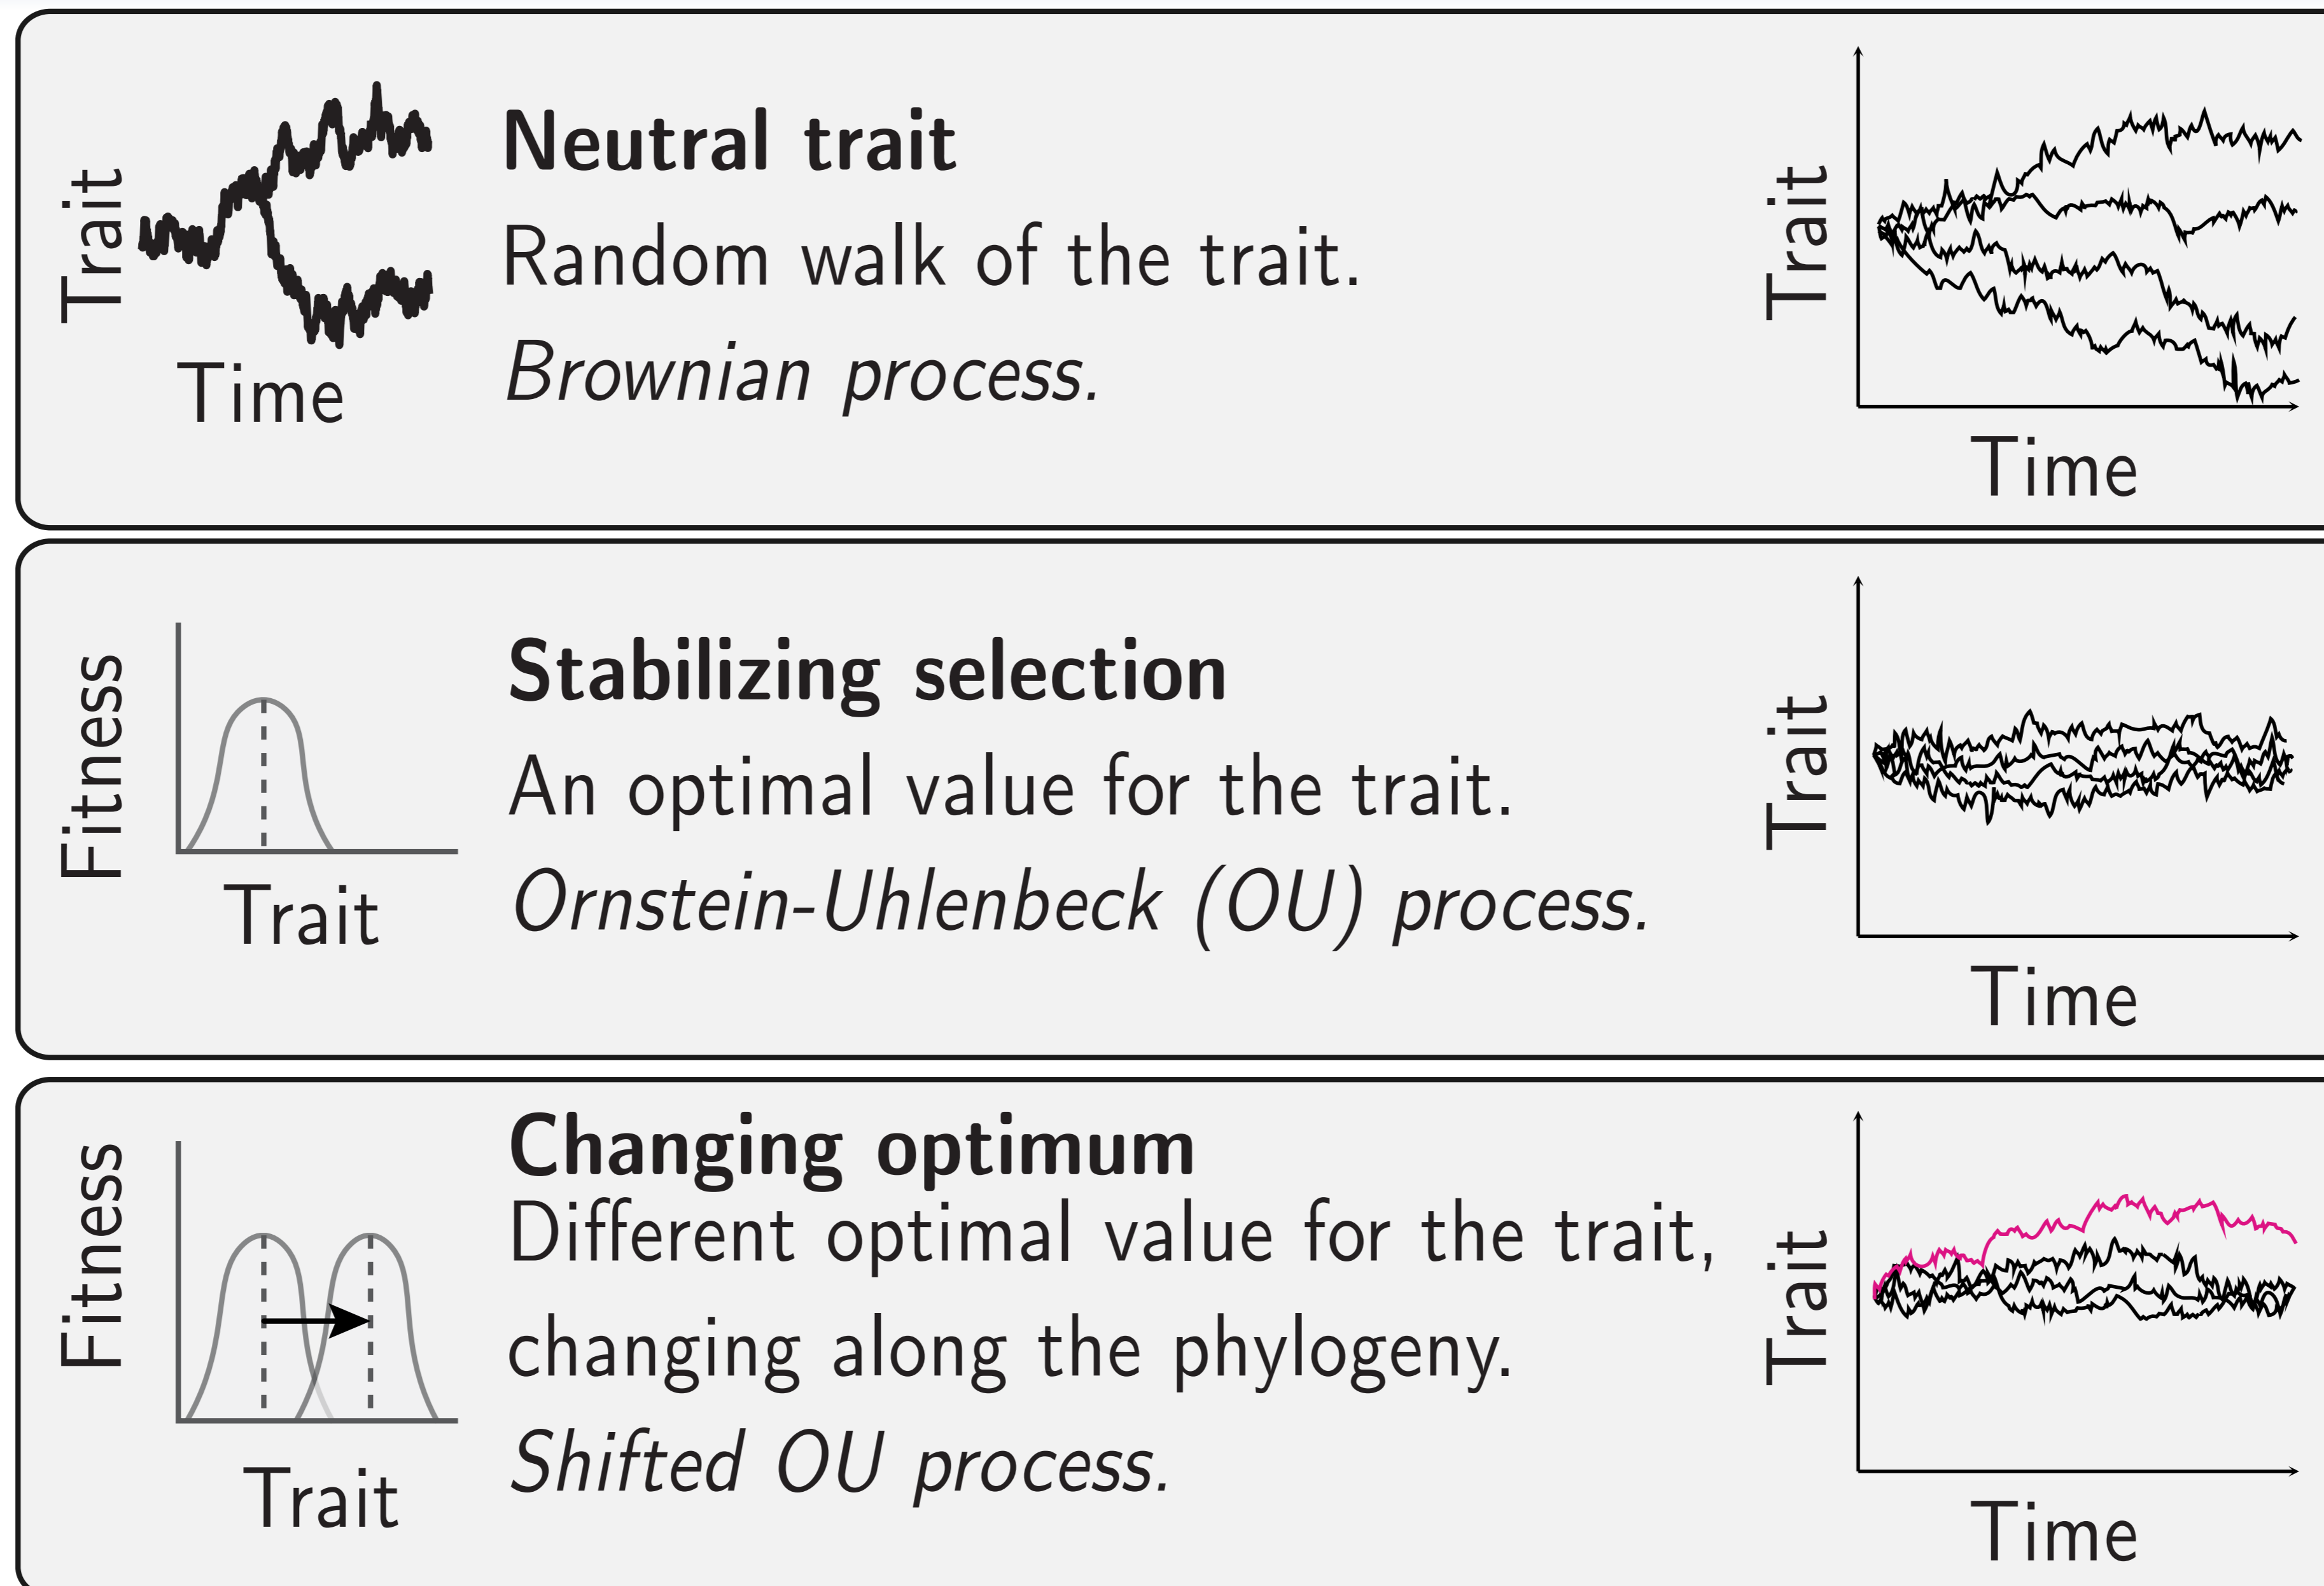 Trait
Time
Neutral trait
Random walk of the trait.
Brownian process.
Trait
Time
Fitness
Trait
Stabilizing selection
An optimal value for the trait.
Ornstein-Uhlenbeck (OU) process.
Trait
Time
Fitness
Trait
Changing optimum
Different optimal value for the trait,
changing along the phylogeny.
Shifted OU process.
Trait
Time